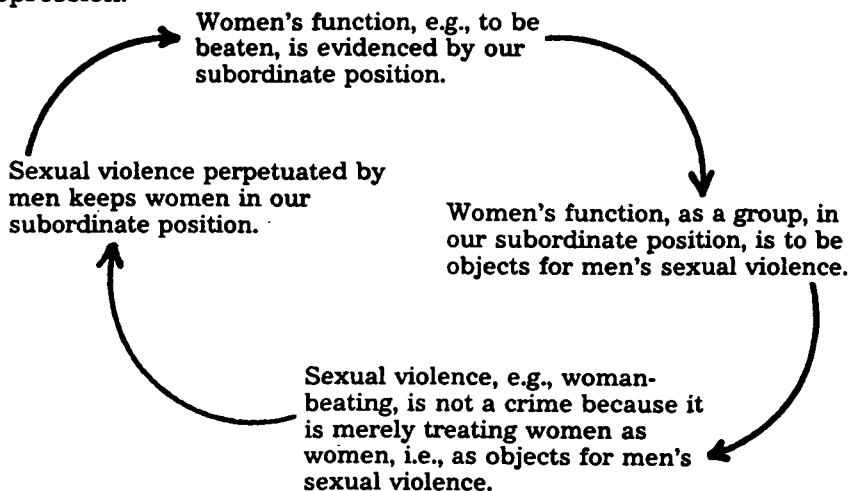 pression.
Women's function, e.g., to be
beaten, is evidenced by our
subordinate position.
Sexual violence perpetuated by
men keeps women in our
subordinate position.
Women's function, as a group, in
our subordinate position, is to be
objects for men's sexual violence.
Sexual violence, e.g., woman-
beating, is not a crime because it
is merely treating women as
women, i.e., as objects for men's
sexual violence.